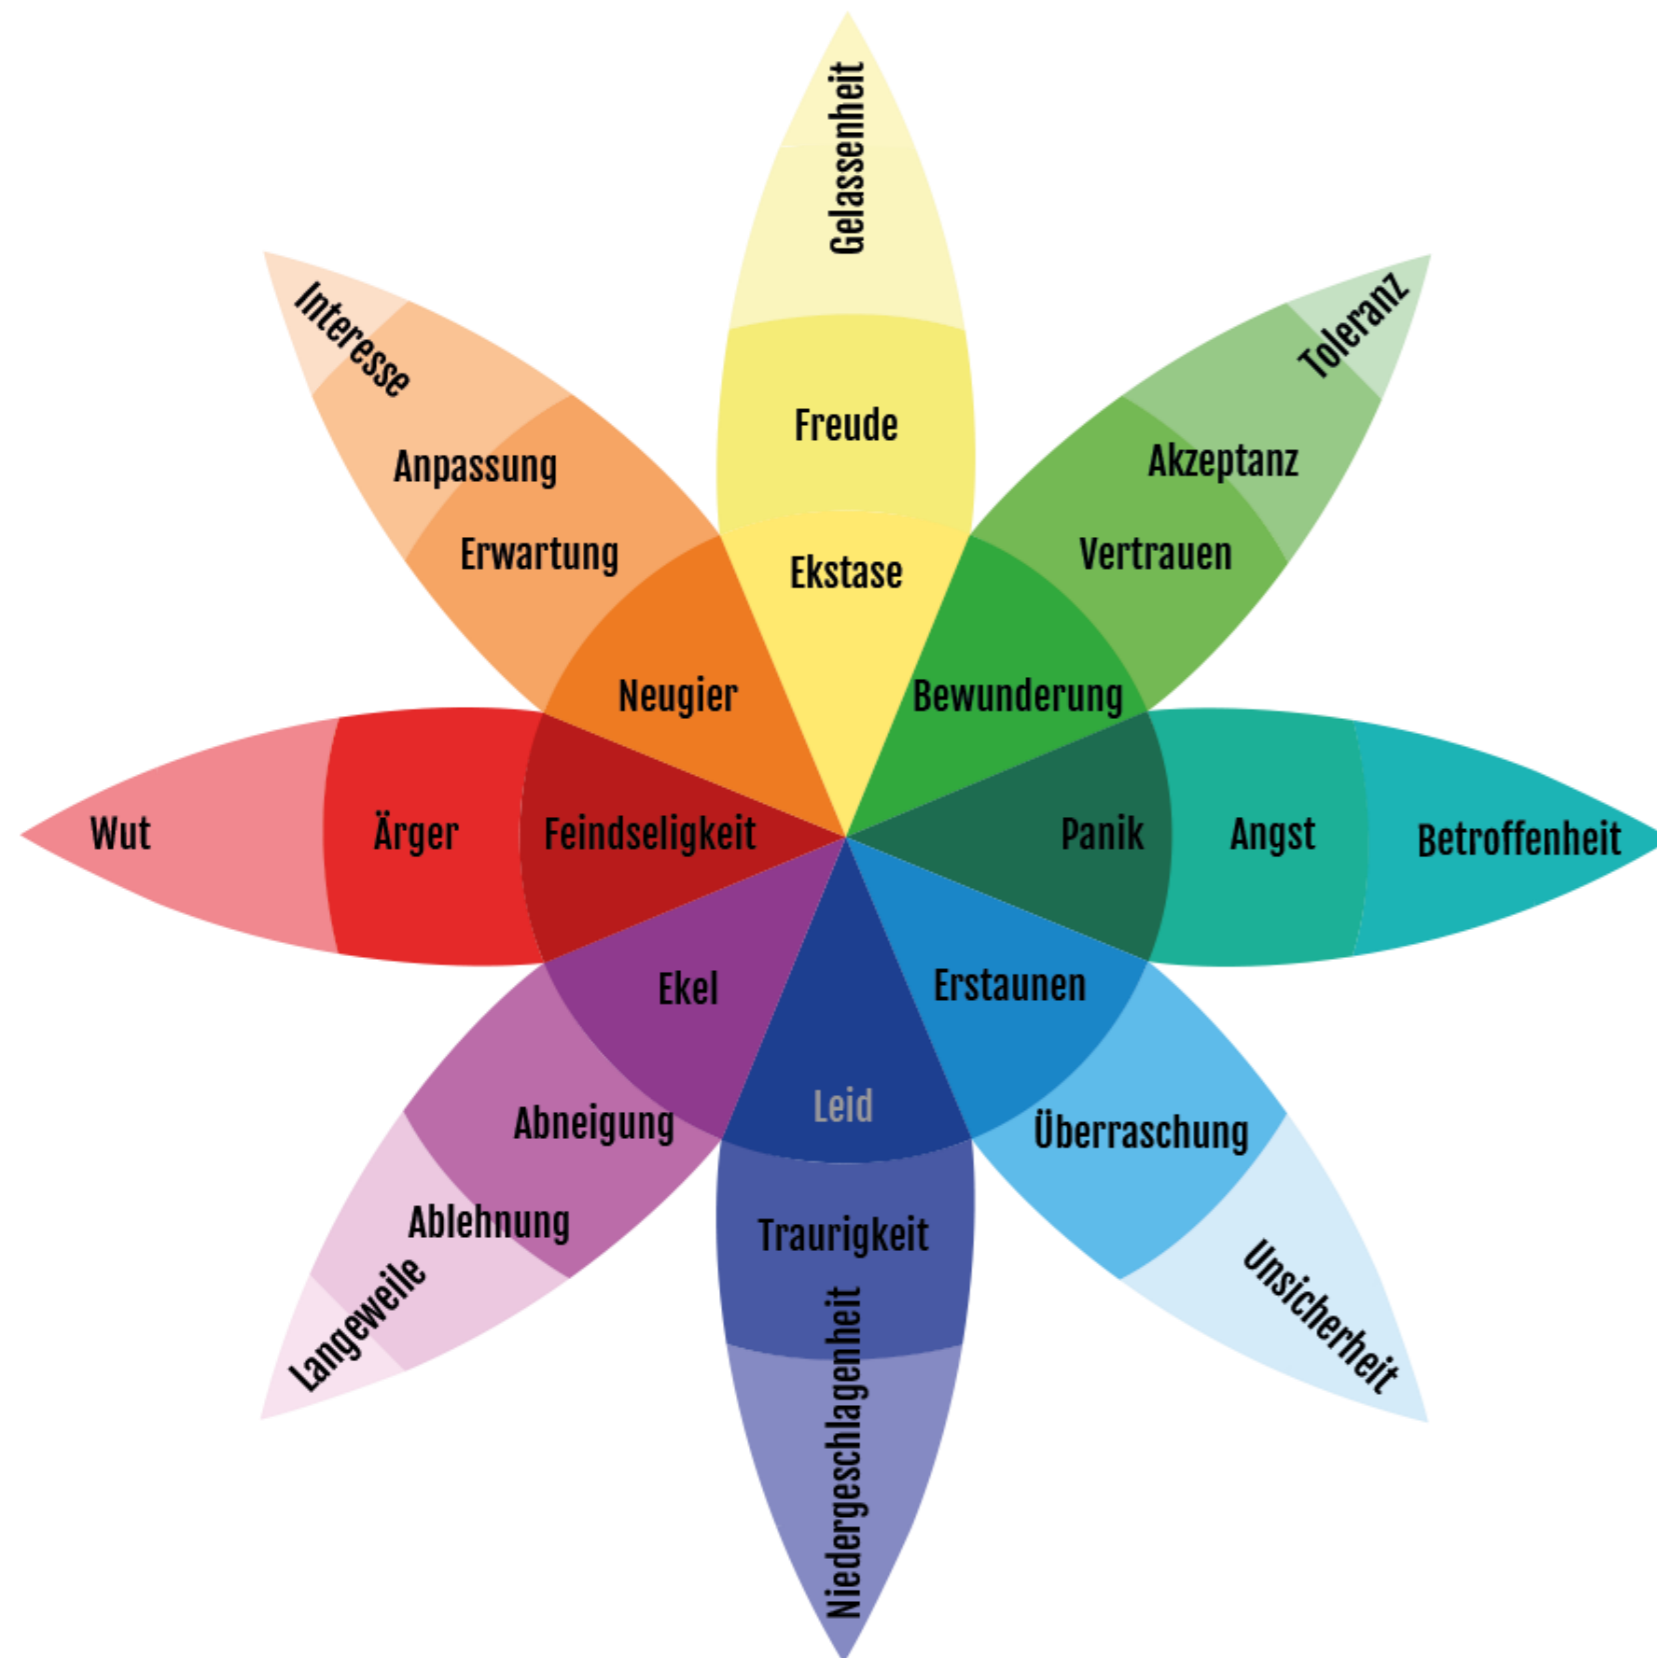 Gelassenheit
Interesse
Toleranz
Freude
Anpassung
Akzeptanz
Erwartung
Vertrauen
Ekstase
Neugier
Bewunderung
Wut
Ärger
Feindseligkeit
Panik
Angst
Betroffenheit
Ekel
Erstaunen
Leid
Abneigung
Überraschung
Ablehnung
Traurigkeit
Langeweile
Unsicherheit
Niedergeschlagenheit